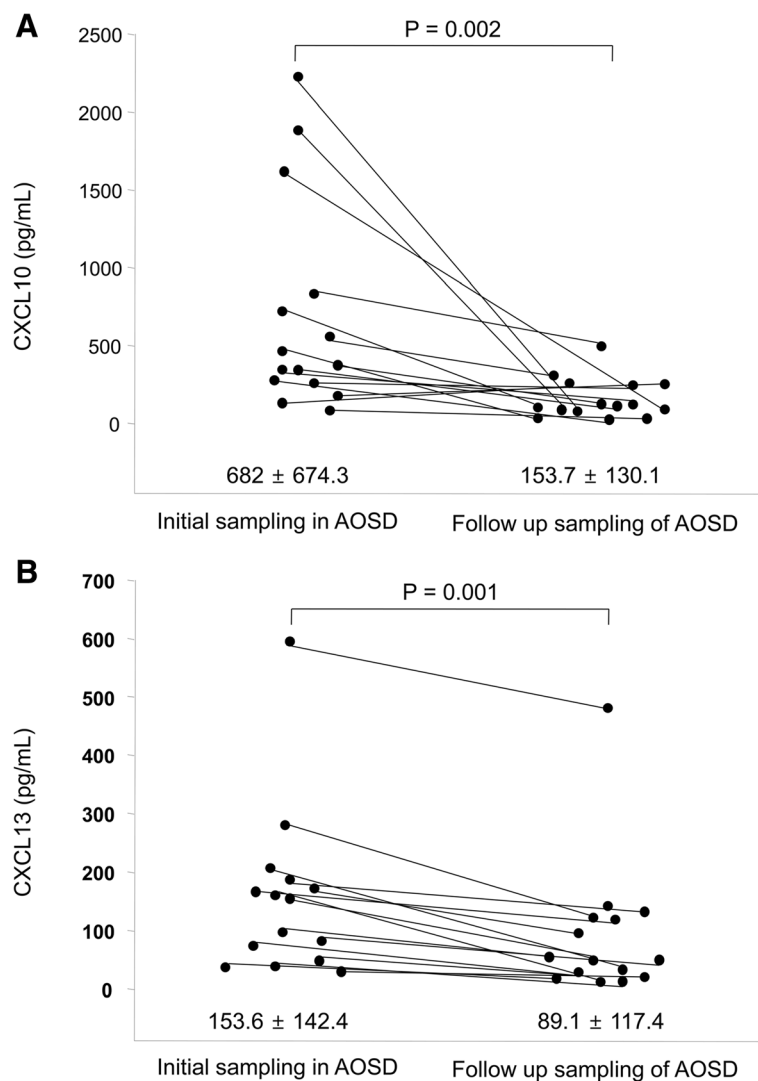 A
2500
P = 0.002
2000
1500
1000
500
0
CXCL10 (pg/mL)
682 ± 674.3
153.7 ± 130.1
Initial sampling in AOSD
Follow up sampling of AOSD
B
700
P = 0.001
600
500
400
300
200
100
0
CXCL13 (pg/mL)
153.6 ± 142.4
89.1 ± 117.4
Initial sampling in AOSD
Follow up sampling of AOSD